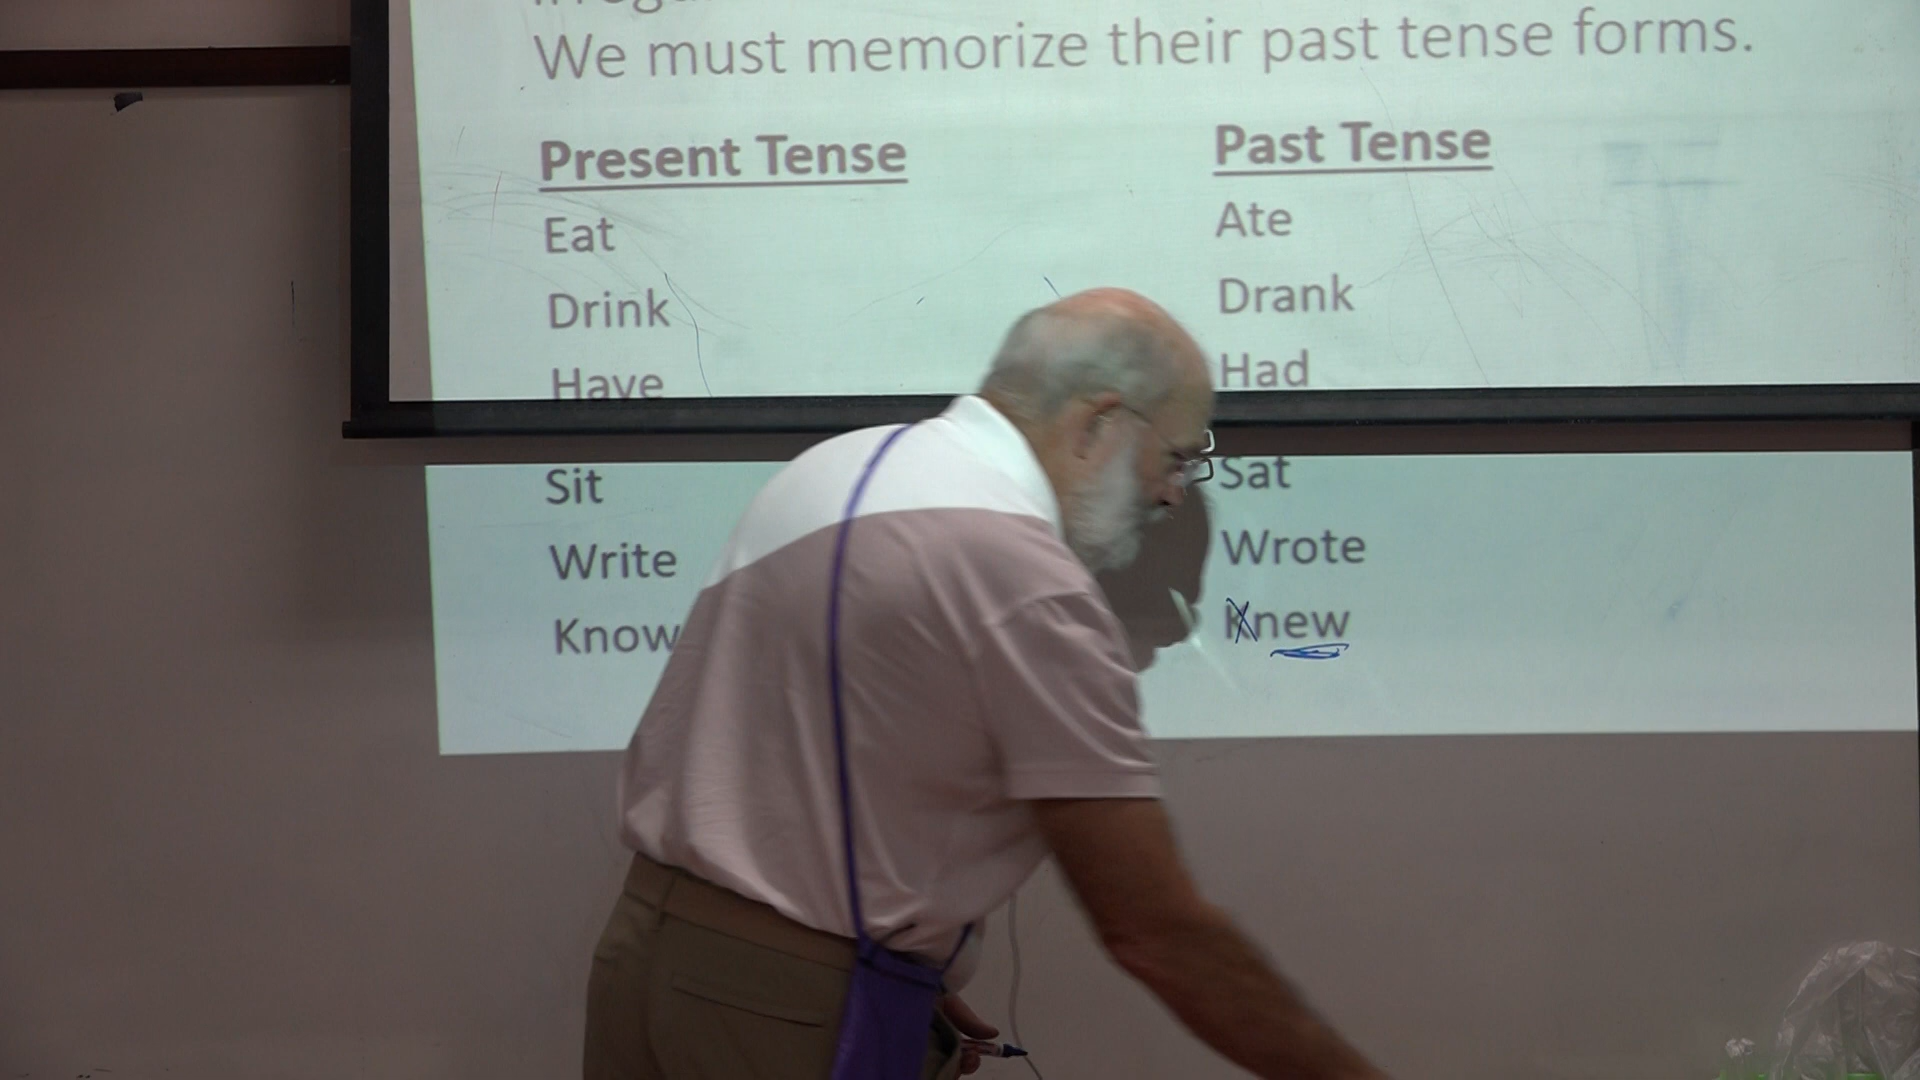 We must memorize their past tense forms.
Present Tense Past Tense
Eat Ate
Drink Drank
Have Had
Sit Sat
Write Wrote
Know Knew